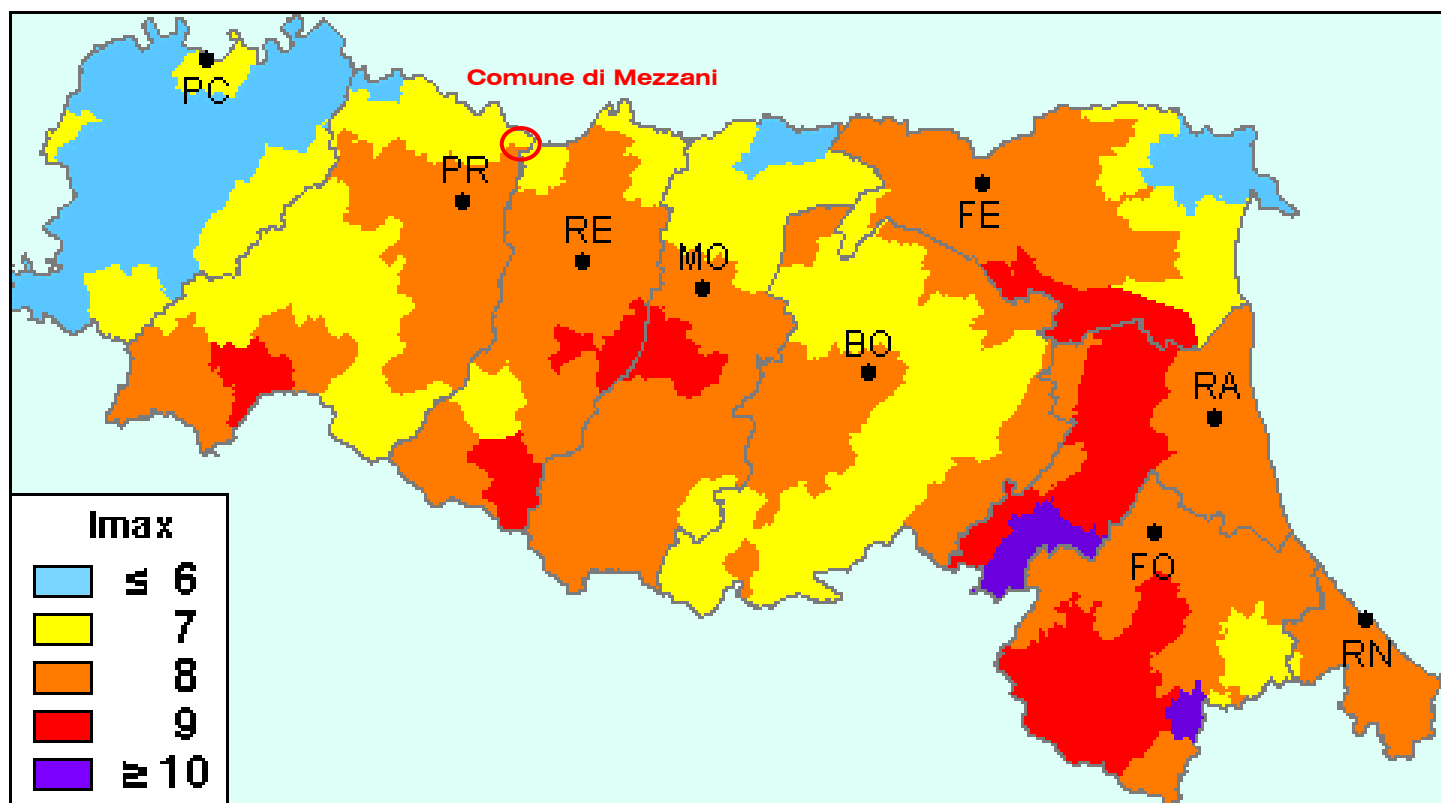 Comune di Mezzani
PC
PR
RE
MO
FE
BO
RA
FO
RN
Imax
≤ 6
7
8
9
≥ 10